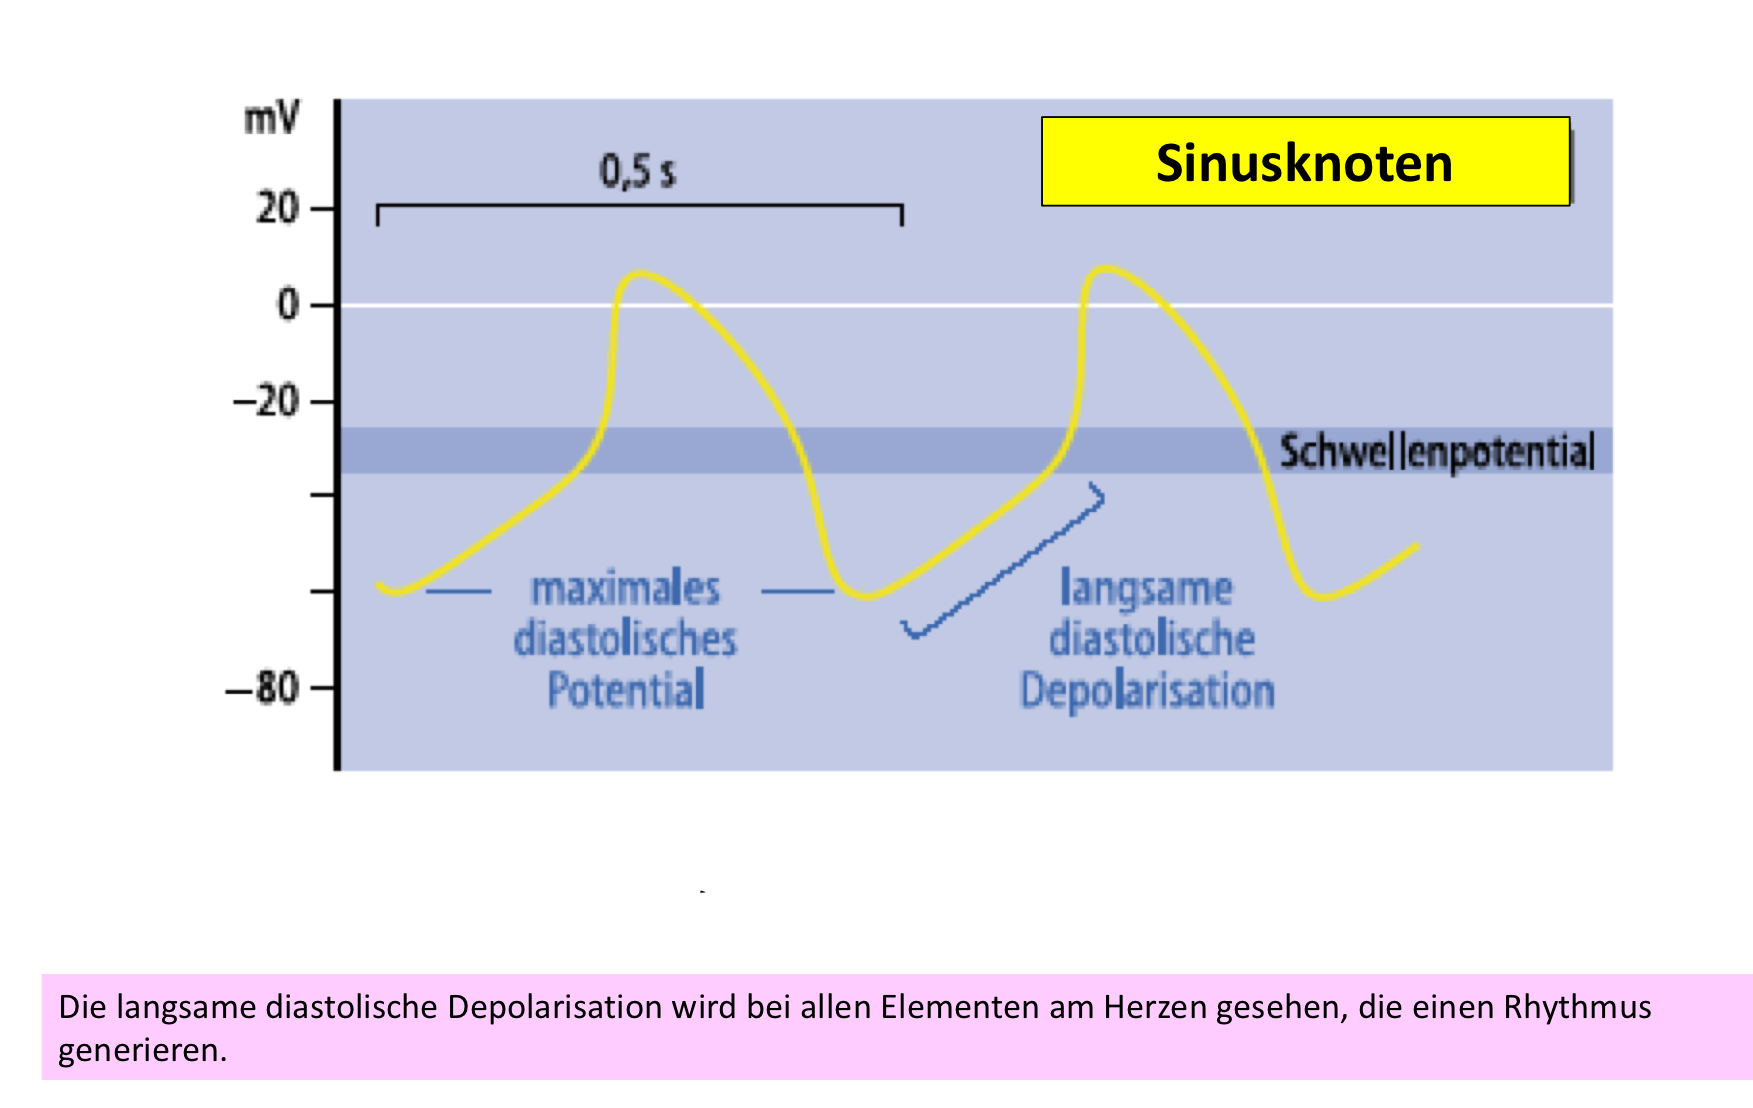 mV
0,5 s
Sinusknoten
20
0
–20
Schwellenpotential
maximales
diastolisches
Potential
langsame
diastolische
Depolarisation
–80
Die langsame diastolische Depolarisation wird bei allen Elementen am Herzen gesehen, die einen Rhythmus
generieren.